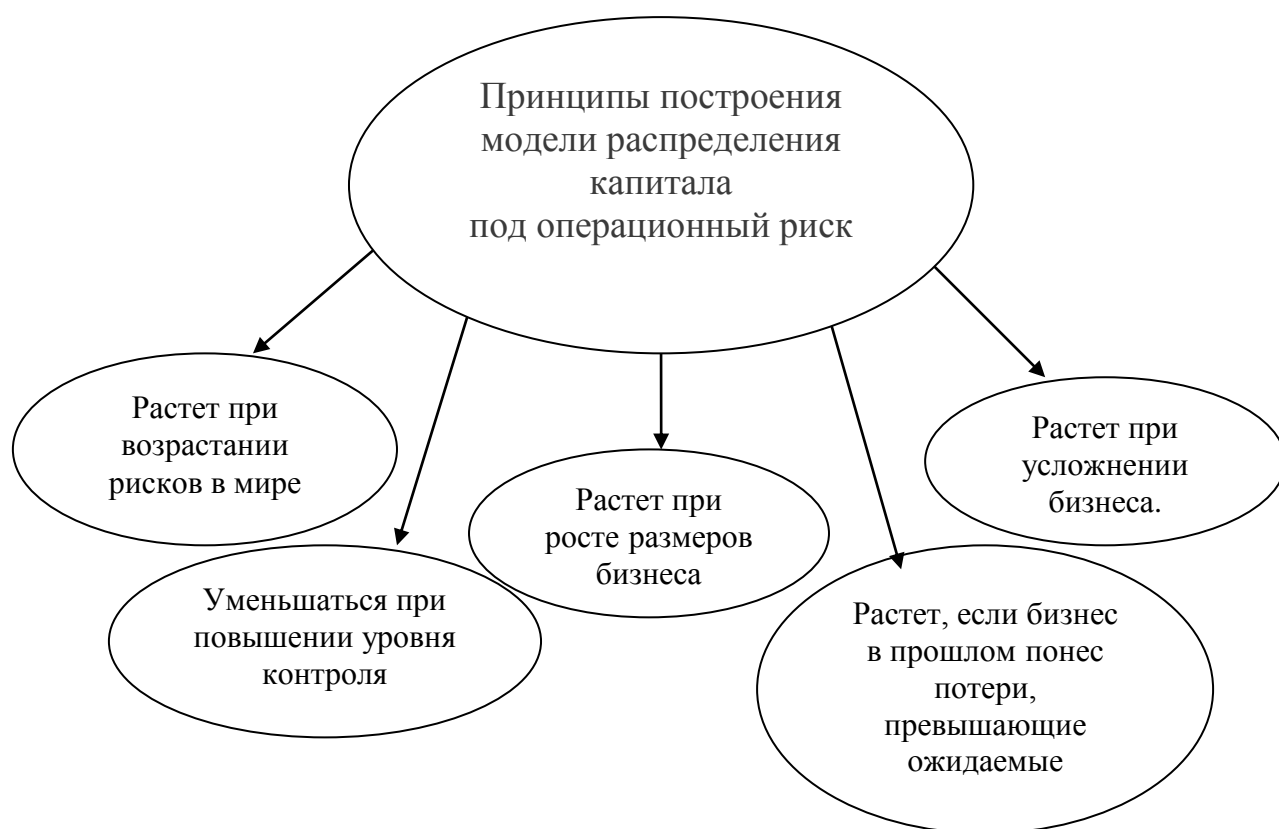 Принципы построения
модели распределения
капитала
под операционный риск
Растет при
возрастании
рисков в мире
Уменьшаться при
повышении уровня
контроля
Растет при
росте размеров
бизнеса
Растет, если бизнес
в прошлом понес
потери,
превышающие
ожидаемые
Растет при
усложнении
бизнеса.